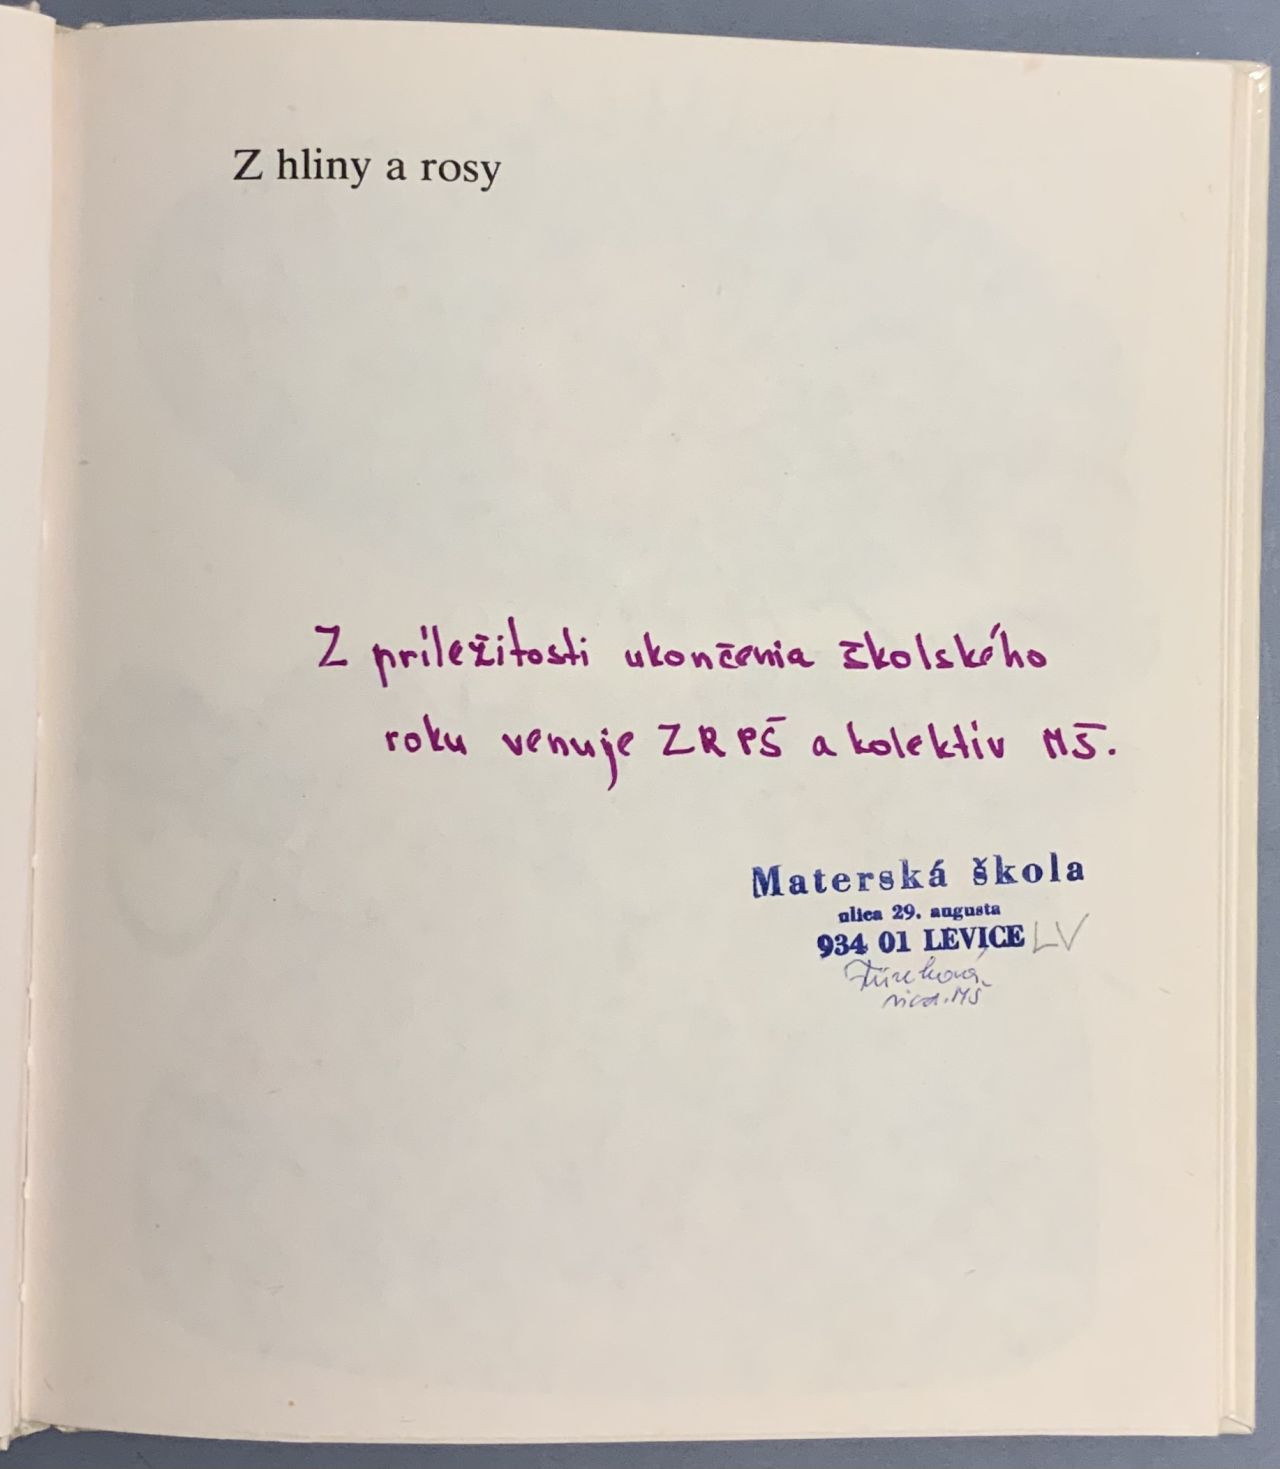 Z hliny a rosy
Z príležitosti ukončenia školského
roku venuje ZRPŠ a kolektív MŠ.
Materská škola
ulica 29. augusta
934 01 LEVICE LV
MŠ